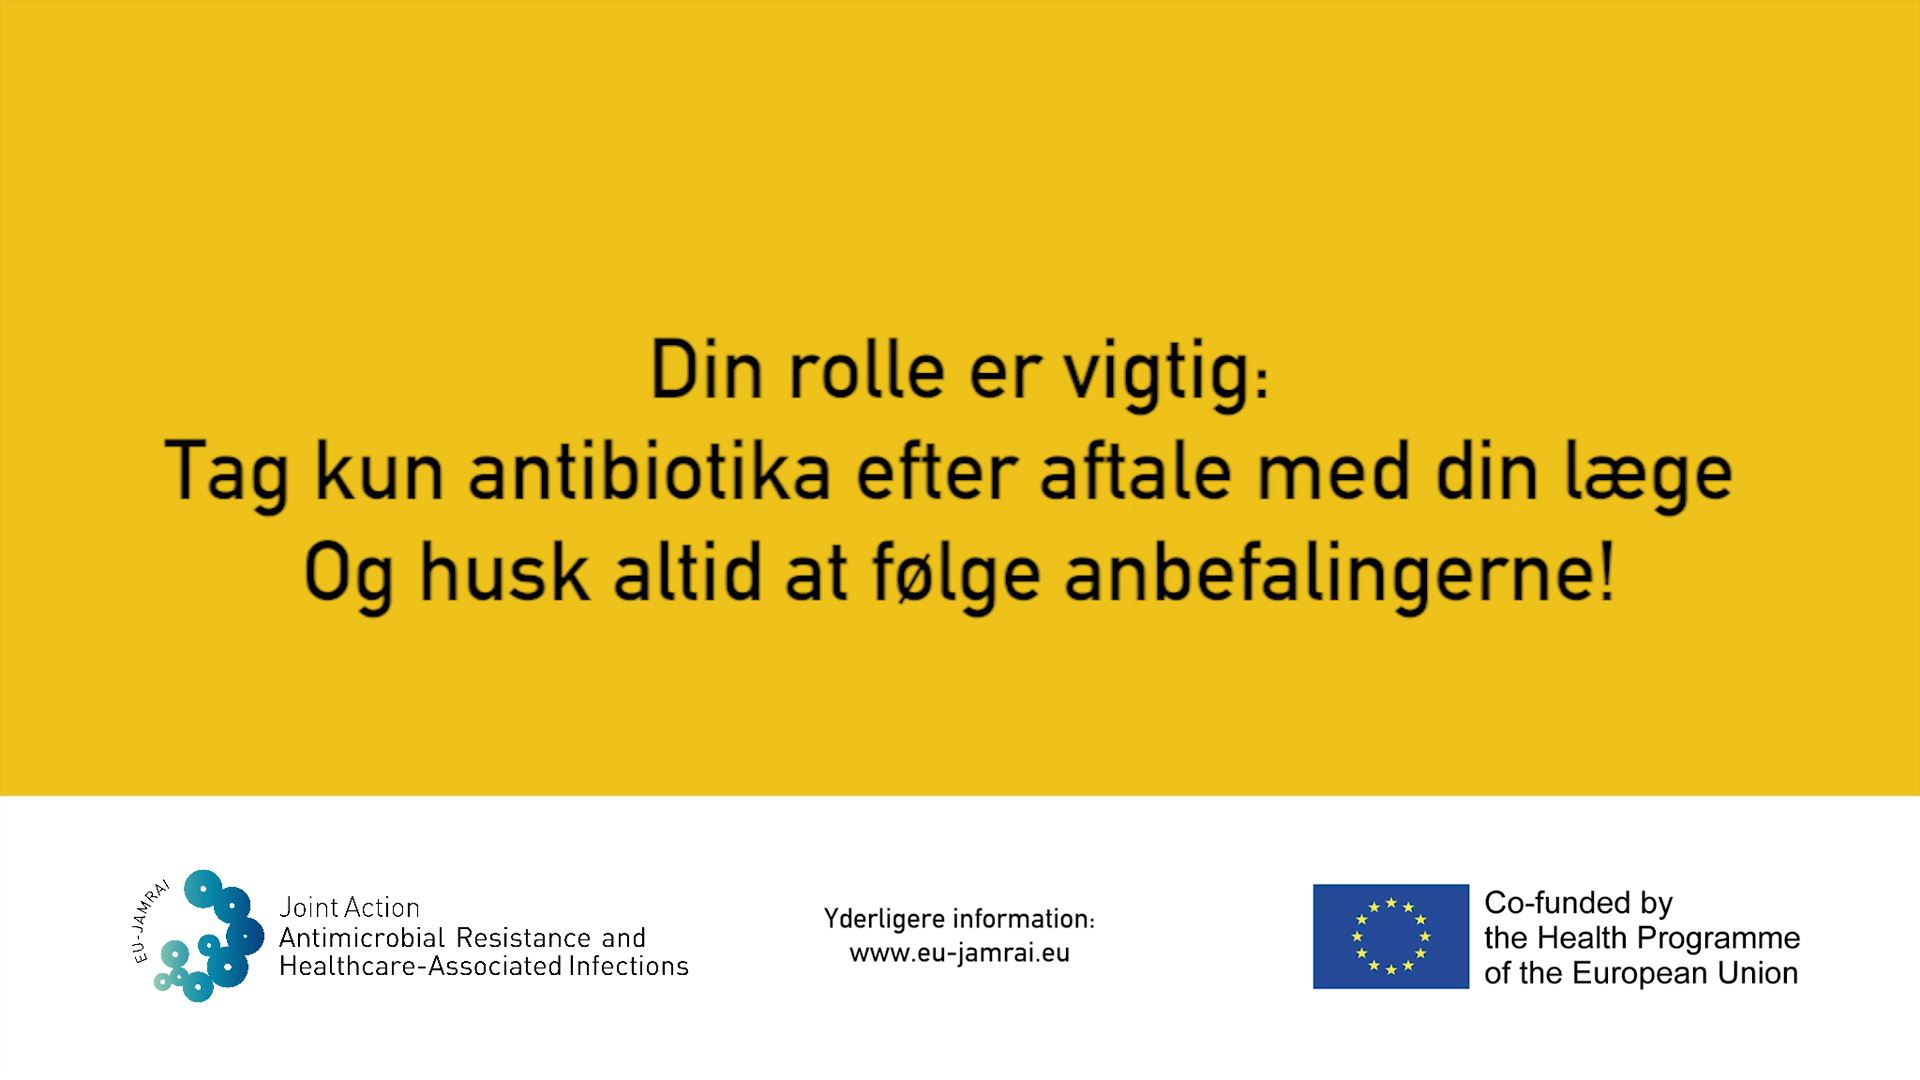 Din rolle er vigtig:
Tag kun antibiotika efter aftale med din læge
Og husk altid at følge anbefalingerne!
EU-JAMRAI
Joint Action
Antimicrobial Resistance and
Healthcare-Associated Infections
Yderligere information:
www.eu-jamrai.eu
Co-funded by
the Health Programme
of the European Union